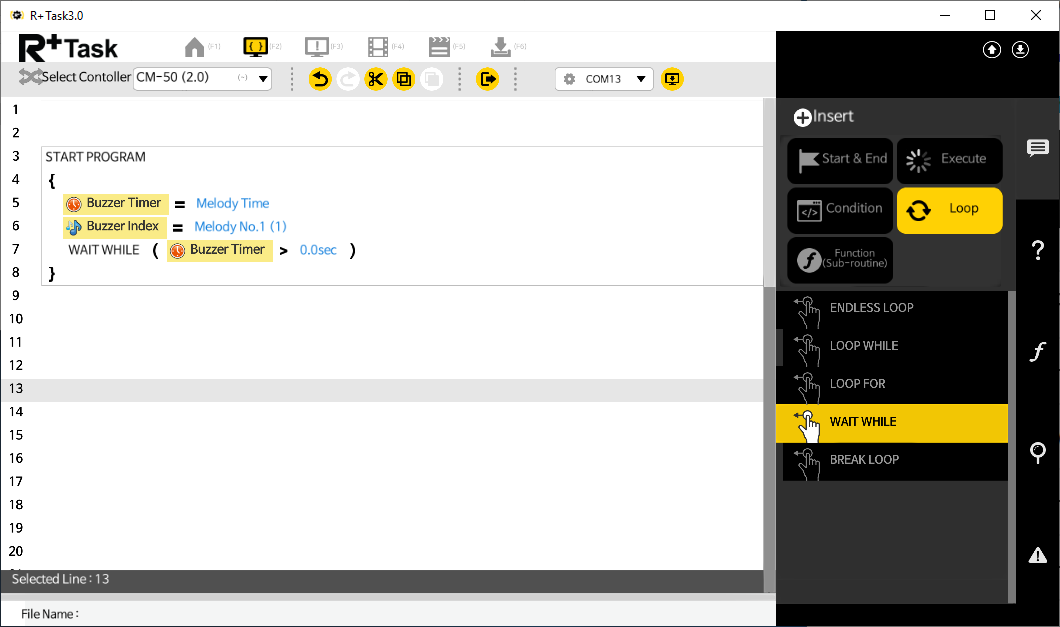 R+ Task3.0
R+Task (F1) (F2) (F3) (F4) (F5) (F6)
Select Contoller CM-50 (2.0) (~) COM13
1
2
3 START PROGRAM
4 {
5 Buzzer Timer = Melody Time
6 Buzzer Index = Melody No.1 (1)
7 WAIT WHILE ( Buzzer Timer > 0.0sec )
8 }
9
10
11
12
13
14
15
16
17
18
19
20
Selected Line : 13
File Name :
Insert
Start & End Execute
Condition Loop
Function
(Sub-routine)
ENDLESS LOOP
LOOP WHILE
LOOP FOR
WAIT WHILE
BREAK LOOP